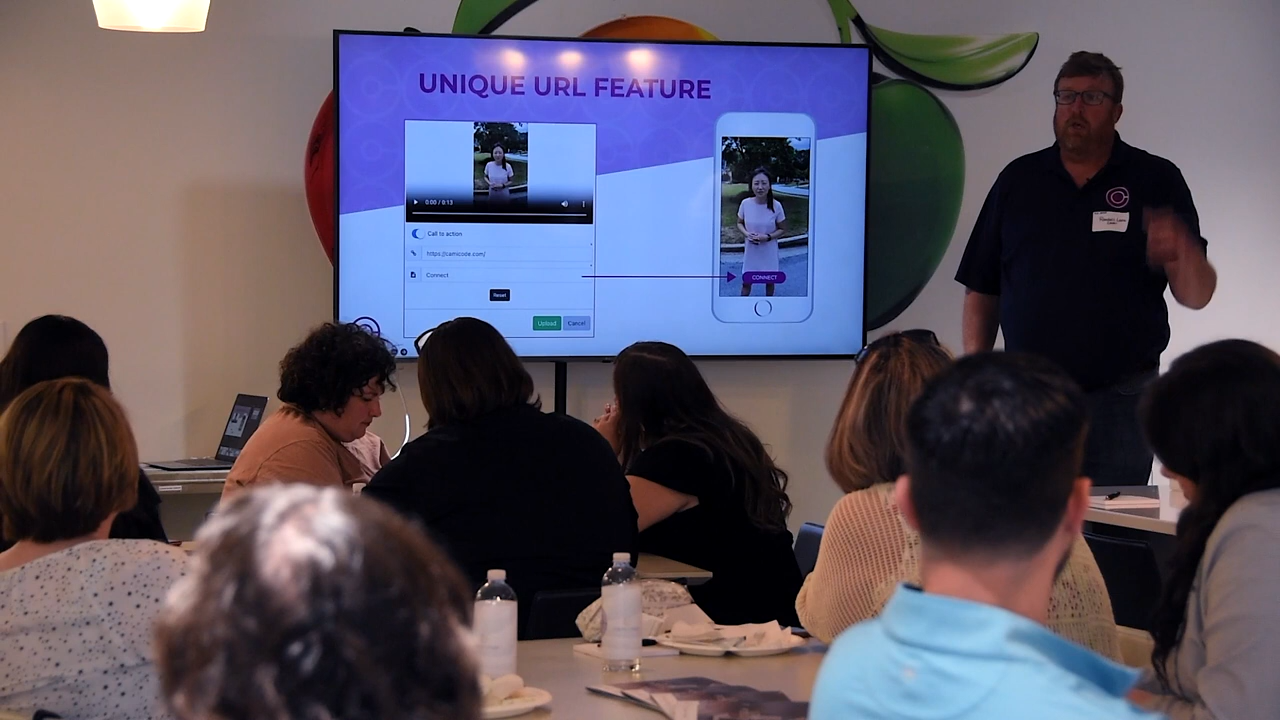 UNIQUE URL FEATURE
0:00 / 0:13
Call to action
https://camicode.com/
Connect
CONNECT
Reset
Upload
Cancel